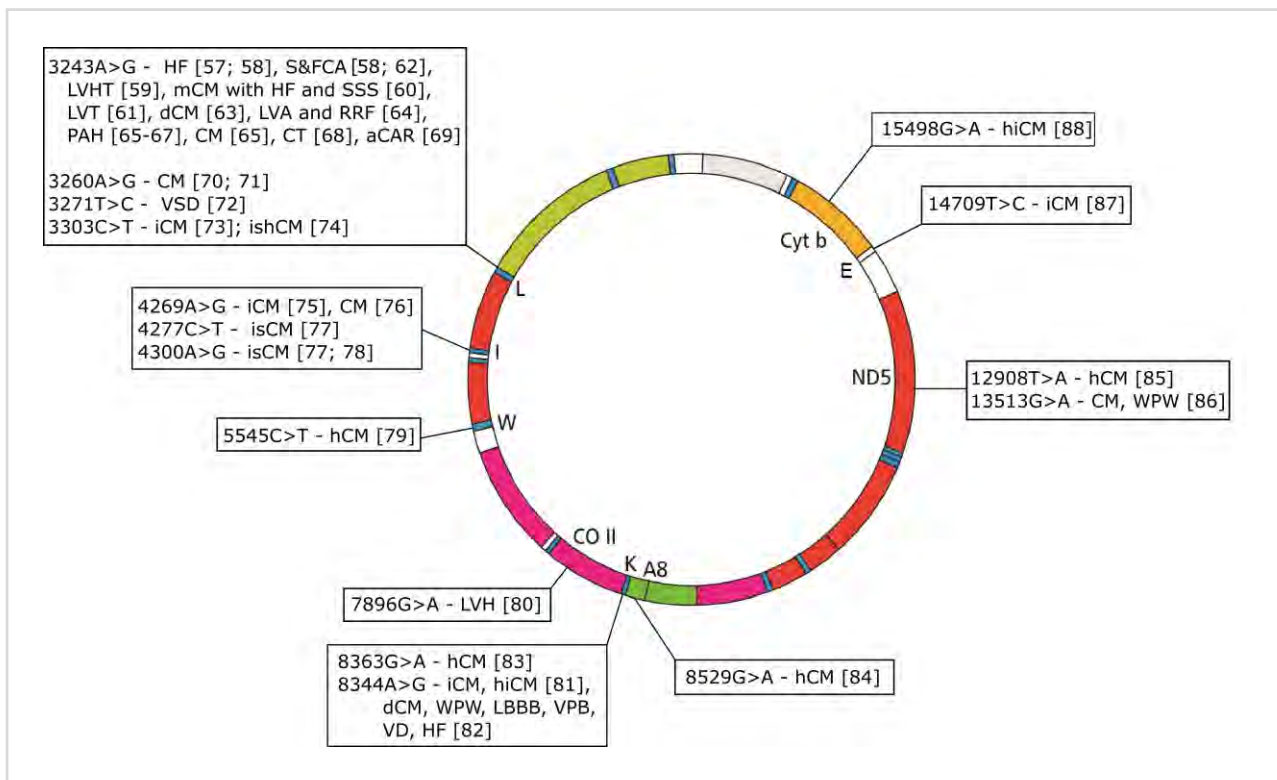 3243A>G - HF [57; 58], S&FCA [58; 62],
LVHT [59], mCM with HF and SSS [60],
LVT [61], dCM [63], LVA and RRF [64],
PAH [65-67], CM [65], CT [68], aCAR [69]
3260A>G - CM [70; 71]
3271T>C - VSD [72]
3303C>T - iCM [73]; ishCM [74]
15498G>A - hiCM [88]
14709T>C - iCM [87]
Cyt b
E
L
4269A>G - iCM [75], CM [76]
4277C>T - isCM [77]
4300A>G - isCM [77; 78]
I
ND5
12908T>A - hCM [85]
13513G>A - CM, WPW [86]
W
5545C>T - hCM [79]
CO II
K
A8
7896G>A - LVH [80]
8363G>A - hCM [83]
8344A>G - iCM, hiCM [81],
dCM, WPW, LBBB, VPB,
VD, HF [82]
8529G>A - hCM [84]